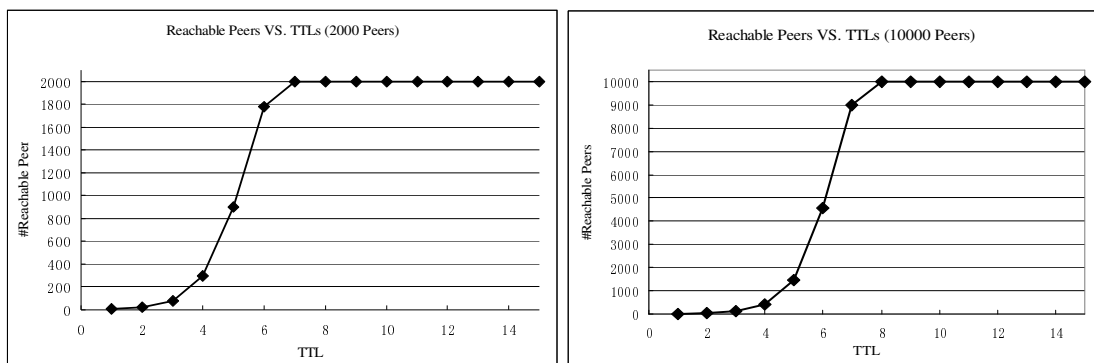 Reachable Peers VS. TTLs (2000 Peers)
2000
1800
1600
1400
1200
1000
800
600
400
200
0
#Reachable Peer
0 2 4 6 8 10 12 14
TTL
Reachable Peers VS. TTLs (10000 Peers)
10000
9000
8000
7000
6000
5000
4000
3000
2000
1000
0
#Reachable Peers
0 2 4 6 8 10 12 14
TTL